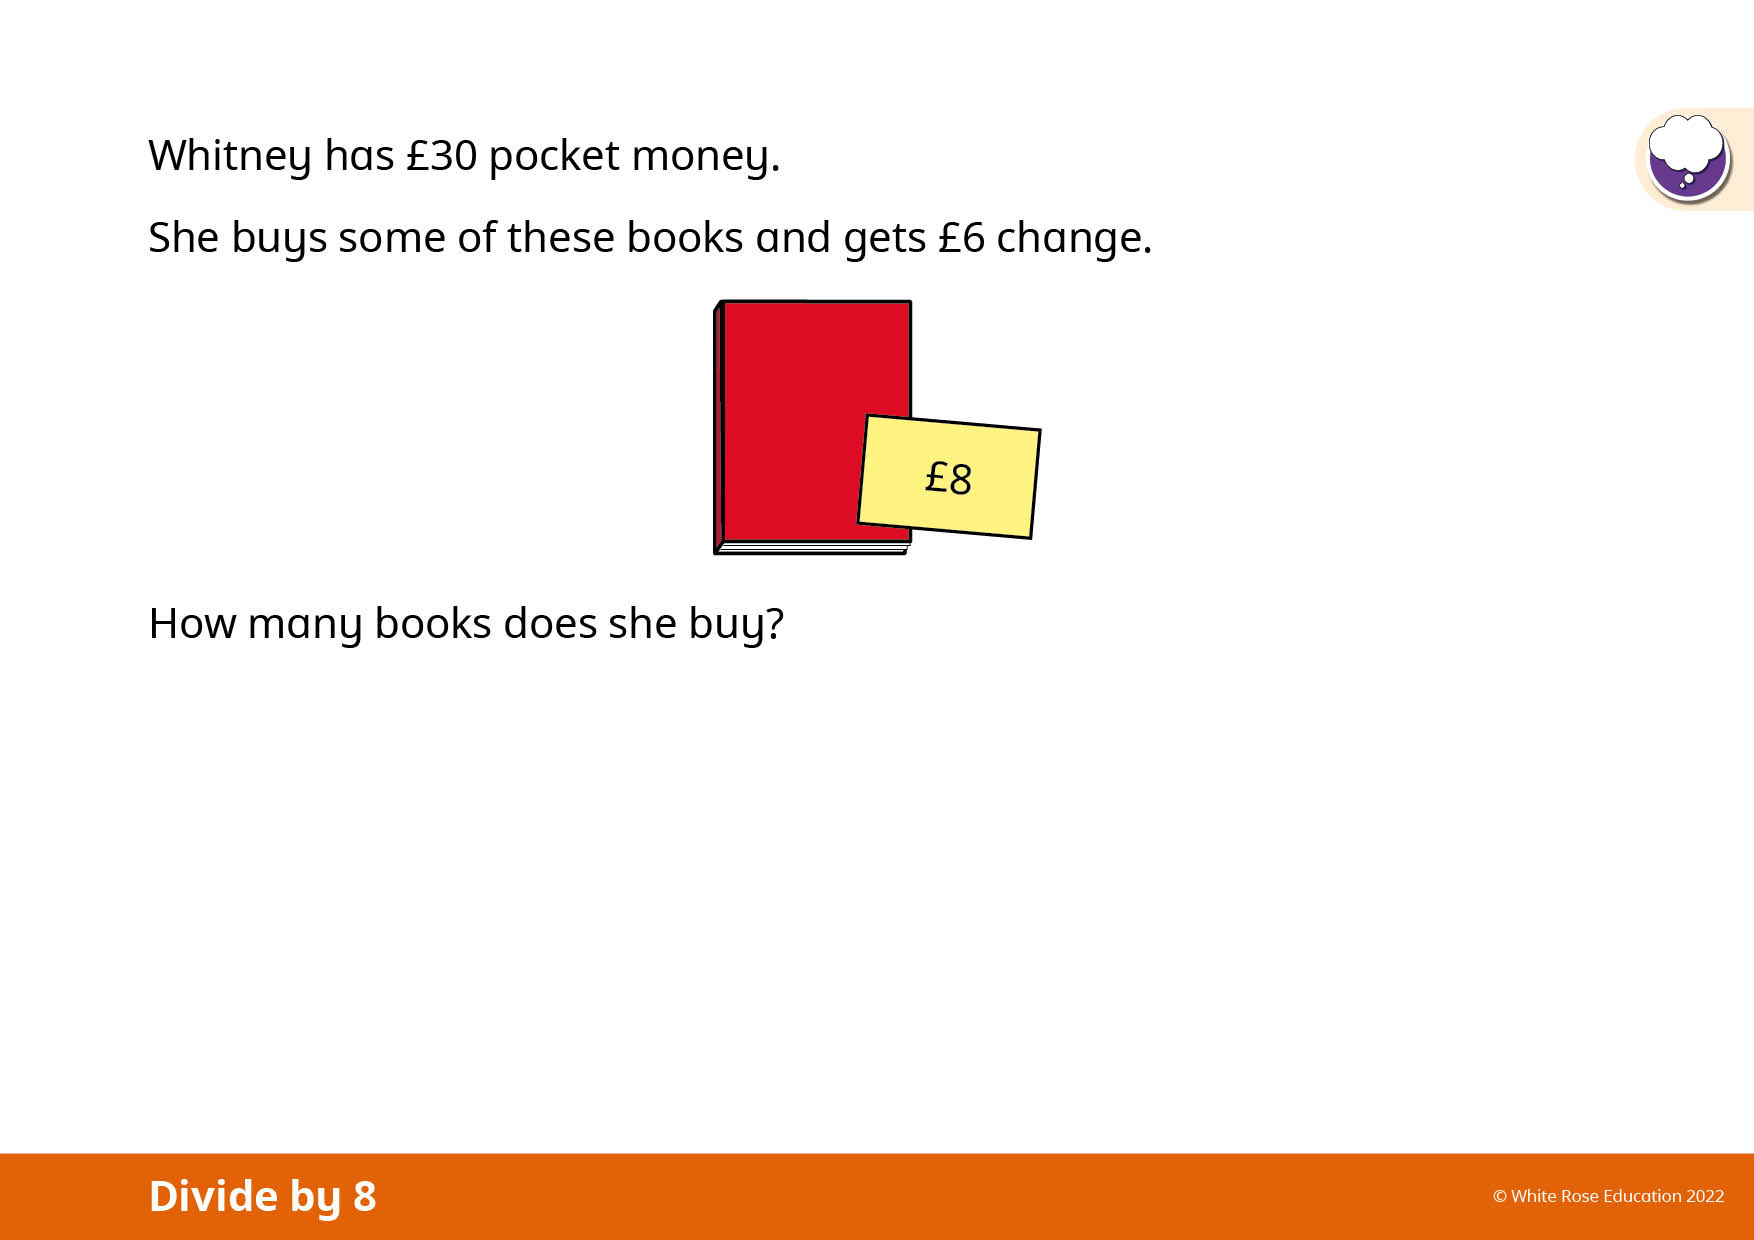 Whitney has £30 pocket money.
She buys some of these books and gets £6 change.
£8
How many books does she buy?
Divide by 8
© White Rose Education 2022